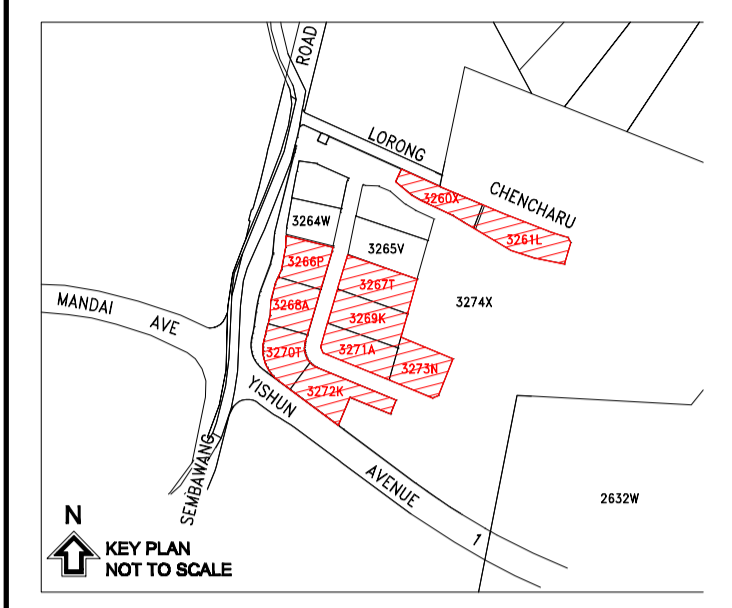 ROAD
LORONG
CHENCHARU
3260X
3261L
3264W
3265V
3266P
3267T
3274X
3268A
3269K
MANDAI AVE
3270T
3271A
3273N
3272K
YISHUN
AVENUE
1
SEMBAWANG
2632W
N
KEY PLAN
NOT TO SCALE